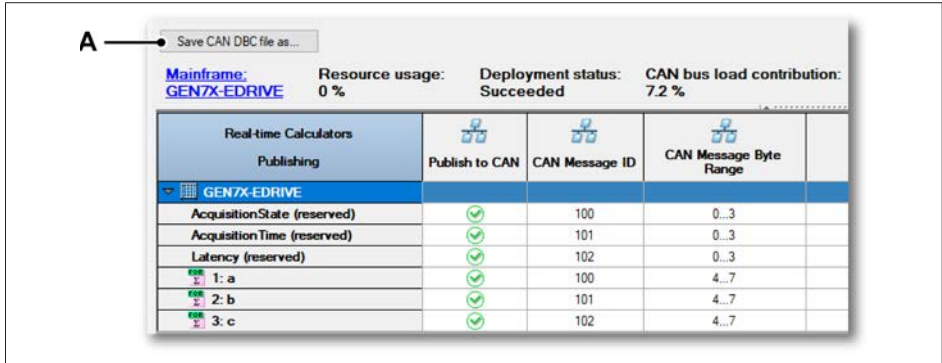 A
Save CAN DBC file as...
Mainframe: Resource usage: Deployment status: CAN bus load contribution:
GEN7X-EDRIVE 0 % Succeeded 7.2 %
Real-time Calculators
Publishing Publish to CAN CAN Message ID CAN Message Byte
Range
GEN7X-EDRIVE
AcquisitionState (reserved) 100 0...3
AcquisitionTime (reserved) 101 0...3
Latency (reserved) 102 0...3
FOR Σ 1: a 100 4...7
FOR Σ 2: b 101 4...7
FOR Σ 3: c 102 4...7